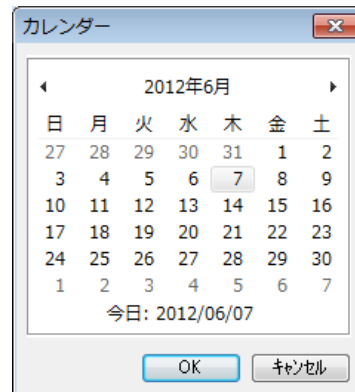 カレンダー
2012年6月
日 月 火 水 木 金 土
27 28 29 30 31 1 2
3 4 5 6 7 8 9
10 11 12 13 14 15 16
17 18 19 20 21 22 23
24 25 26 27 28 29 30
1 2 3 4 5 6 7
今日: 2012/06/07
OK キャンセル